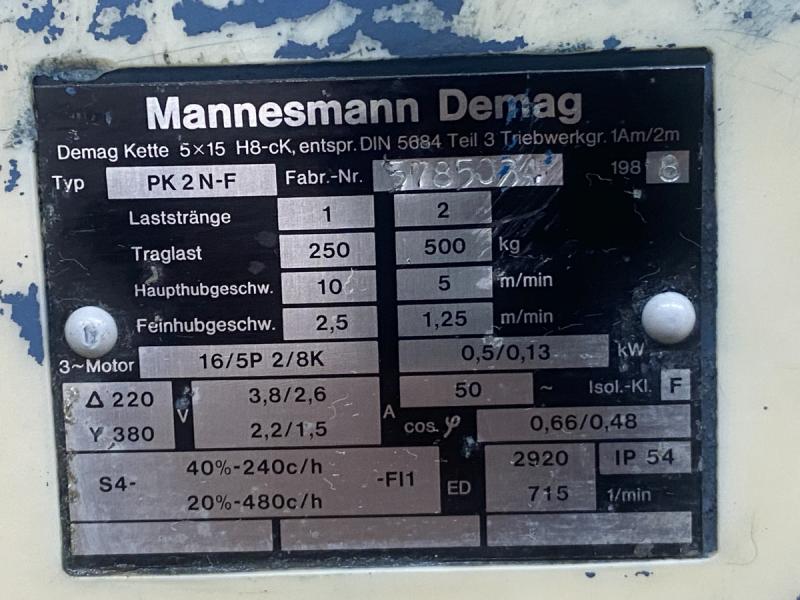 Mannesmann Demag
Demag Kette 5×15 H8-cK, entspr. DIN 5684 Teil 3 Triebwerkgr. 1Am/2m
Typ PK 2 N-F Fabr.-Nr. 198 8
Laststränge 1 2
Traglast 250 500 kg
Haupthubgeschw. 10 5 m/min
Feinhubgeschw. 2,5 1,25 m/min
3~Motor 16/5P 2/8K 0,5/0,13 kW
Δ 220 V 3,8/2,6 A 50 ~ Isol.-Kl. F
Y 380 2,2/1,5 cos φ 0,66/0,48
S4- 40%-240c/h -FI1 ED 2920 IP 54
20%-480c/h 715 1/min